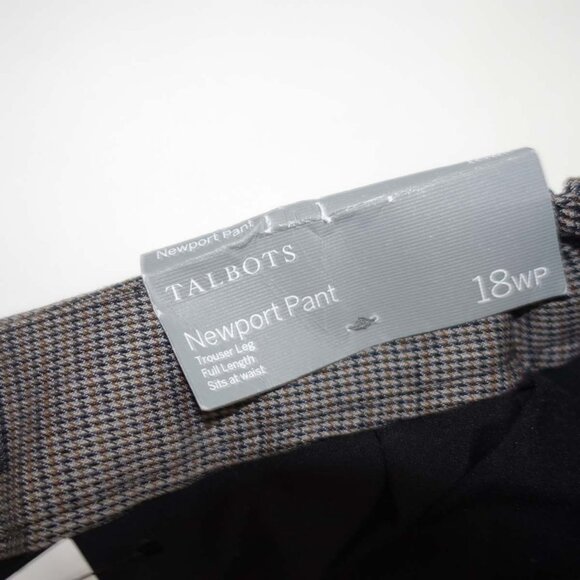 Newport Pant
TALBOTS
Newport Pant
Trouser Leg
Full Length
Sits at waist
18WP